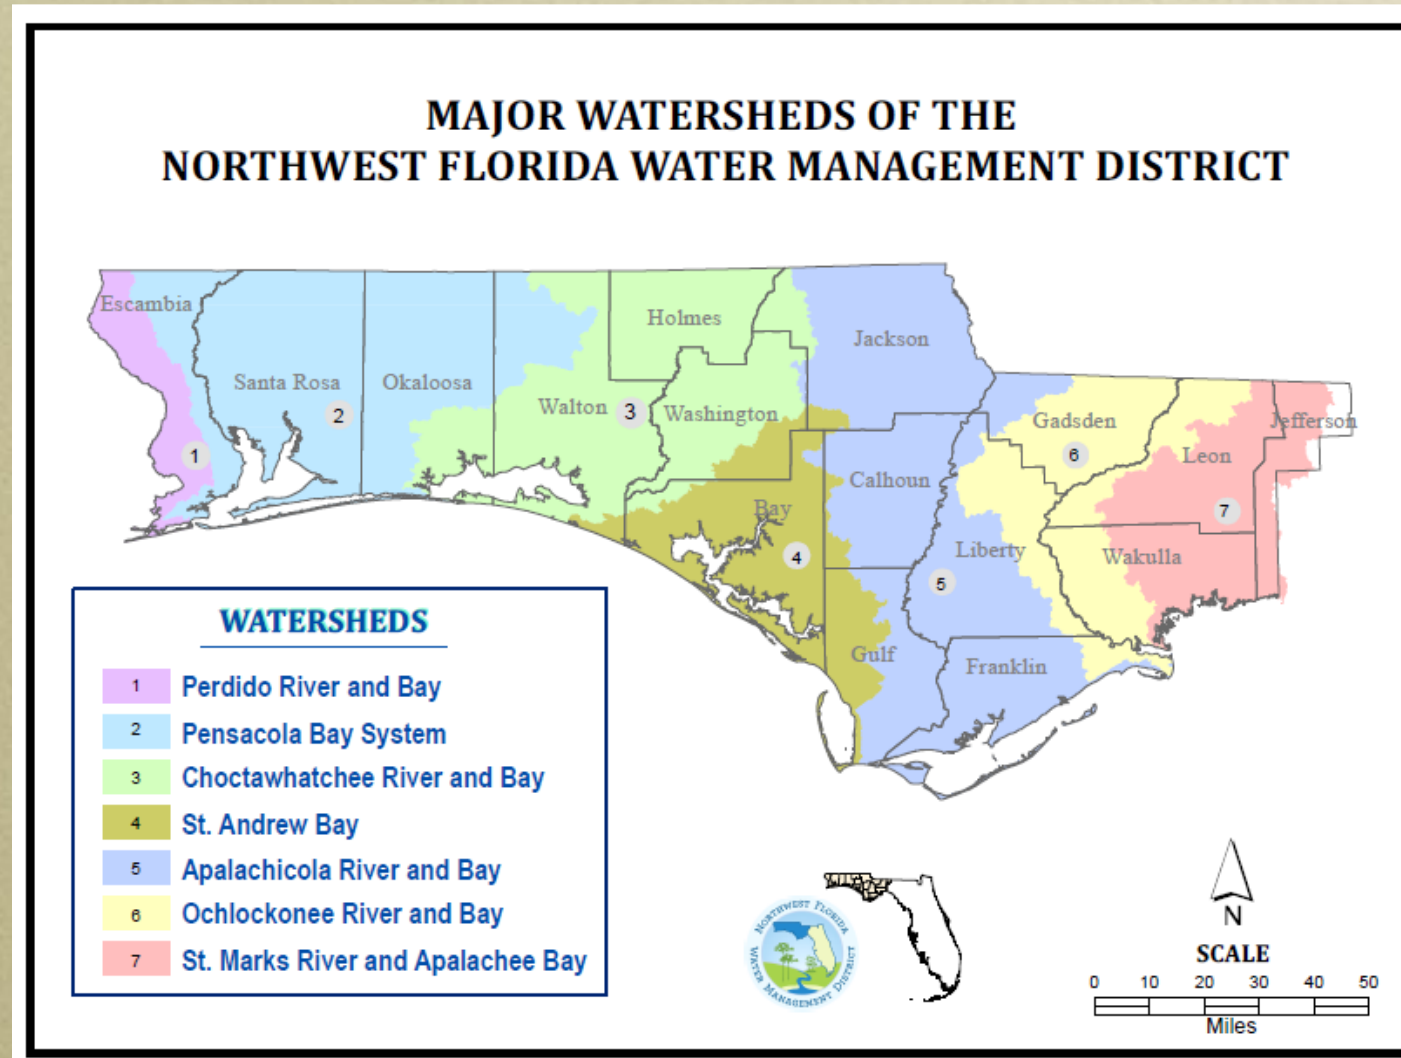 MAJOR WATERSHEDS OF THE
NORTHWEST FLORIDA WATER MANAGEMENT DISTRICT
Escambia
Santa Rosa
Okaloosa
Walton
Holmes
Washington
Jackson
Bay
Calhoun
Gulf
Liberty
Franklin
Gadsden
Leon
Wakulla
Jefferson
1
2
3
4
5
6
7
WATERSHEDS
1 Perdido River and Bay
2 Pensacola Bay System
3 Choctawhatchee River and Bay
4 St. Andrew Bay
5 Apalachicola River and Bay
6 Ochlockonee River and Bay
7 St. Marks River and Apalachee Bay
NORTHWEST FLORIDA
WATER MANAGEMENT DISTRICT
N
SCALE
0 10 20 30 40 50
Miles